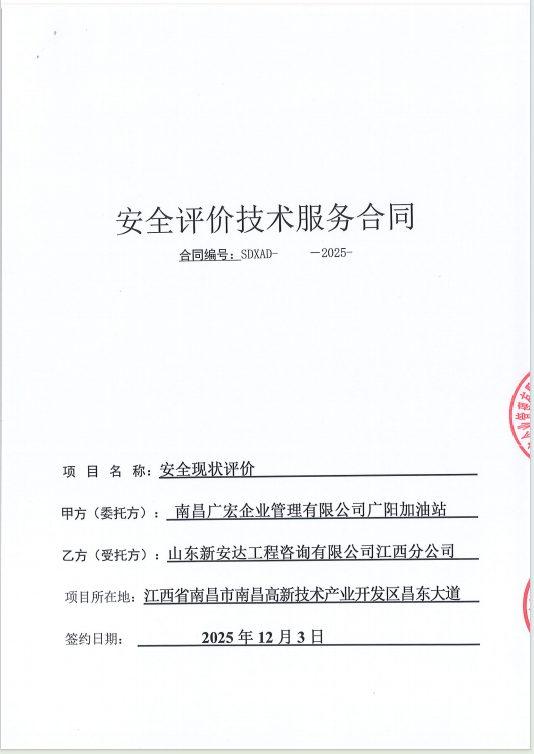 安全评价技术服务合同
合同编号：SDXAD-　　－2025-
项 目 名 称：安全现状评价
甲方（委托方）： 南昌广宏企业管理有限公司广阳加油站
乙方（受托方）：山东新安达工程咨询有限公司江西分公司
项目所在地：江西省南昌市南昌高新技术产业开发区昌东大道
签约日期： 2025 年 12 月 3 日